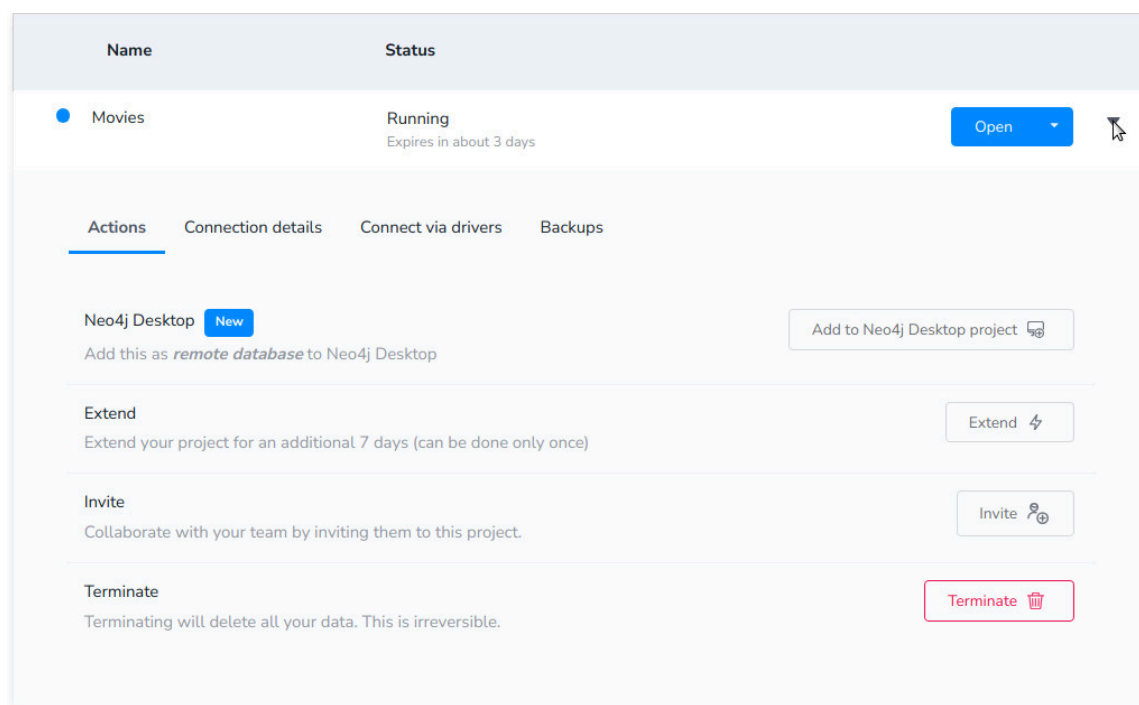 Name Status
Movies Running Open
Expires in about 3 days
Actions Connection details Connect via drivers Backups
Neo4j Desktop New Add to Neo4j Desktop project
Add this as remote database to Neo4j Desktop
Extend Extend
Extend your project for an additional 7 days (can be done only once)
Invite Invite
Collaborate with your team by inviting them to this project.
Terminate Terminate
Terminating will delete all your data. This is irreversible.